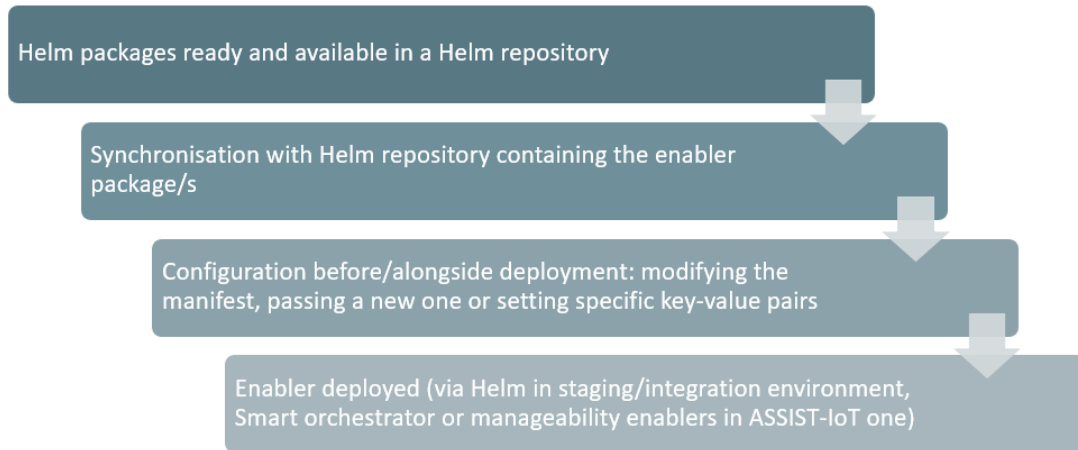 Helm packages ready and available in a Helm repository
Synchronisation with Helm repository containing the enabler
package/s
Configuration before/alongside deployment: modifying the
manifest, passing a new one or setting specific key-value pairs
Enabler deployed (via Helm in staging/integration environment,
Smart orchestrator or manageability enablers in ASSIST-IoT one)